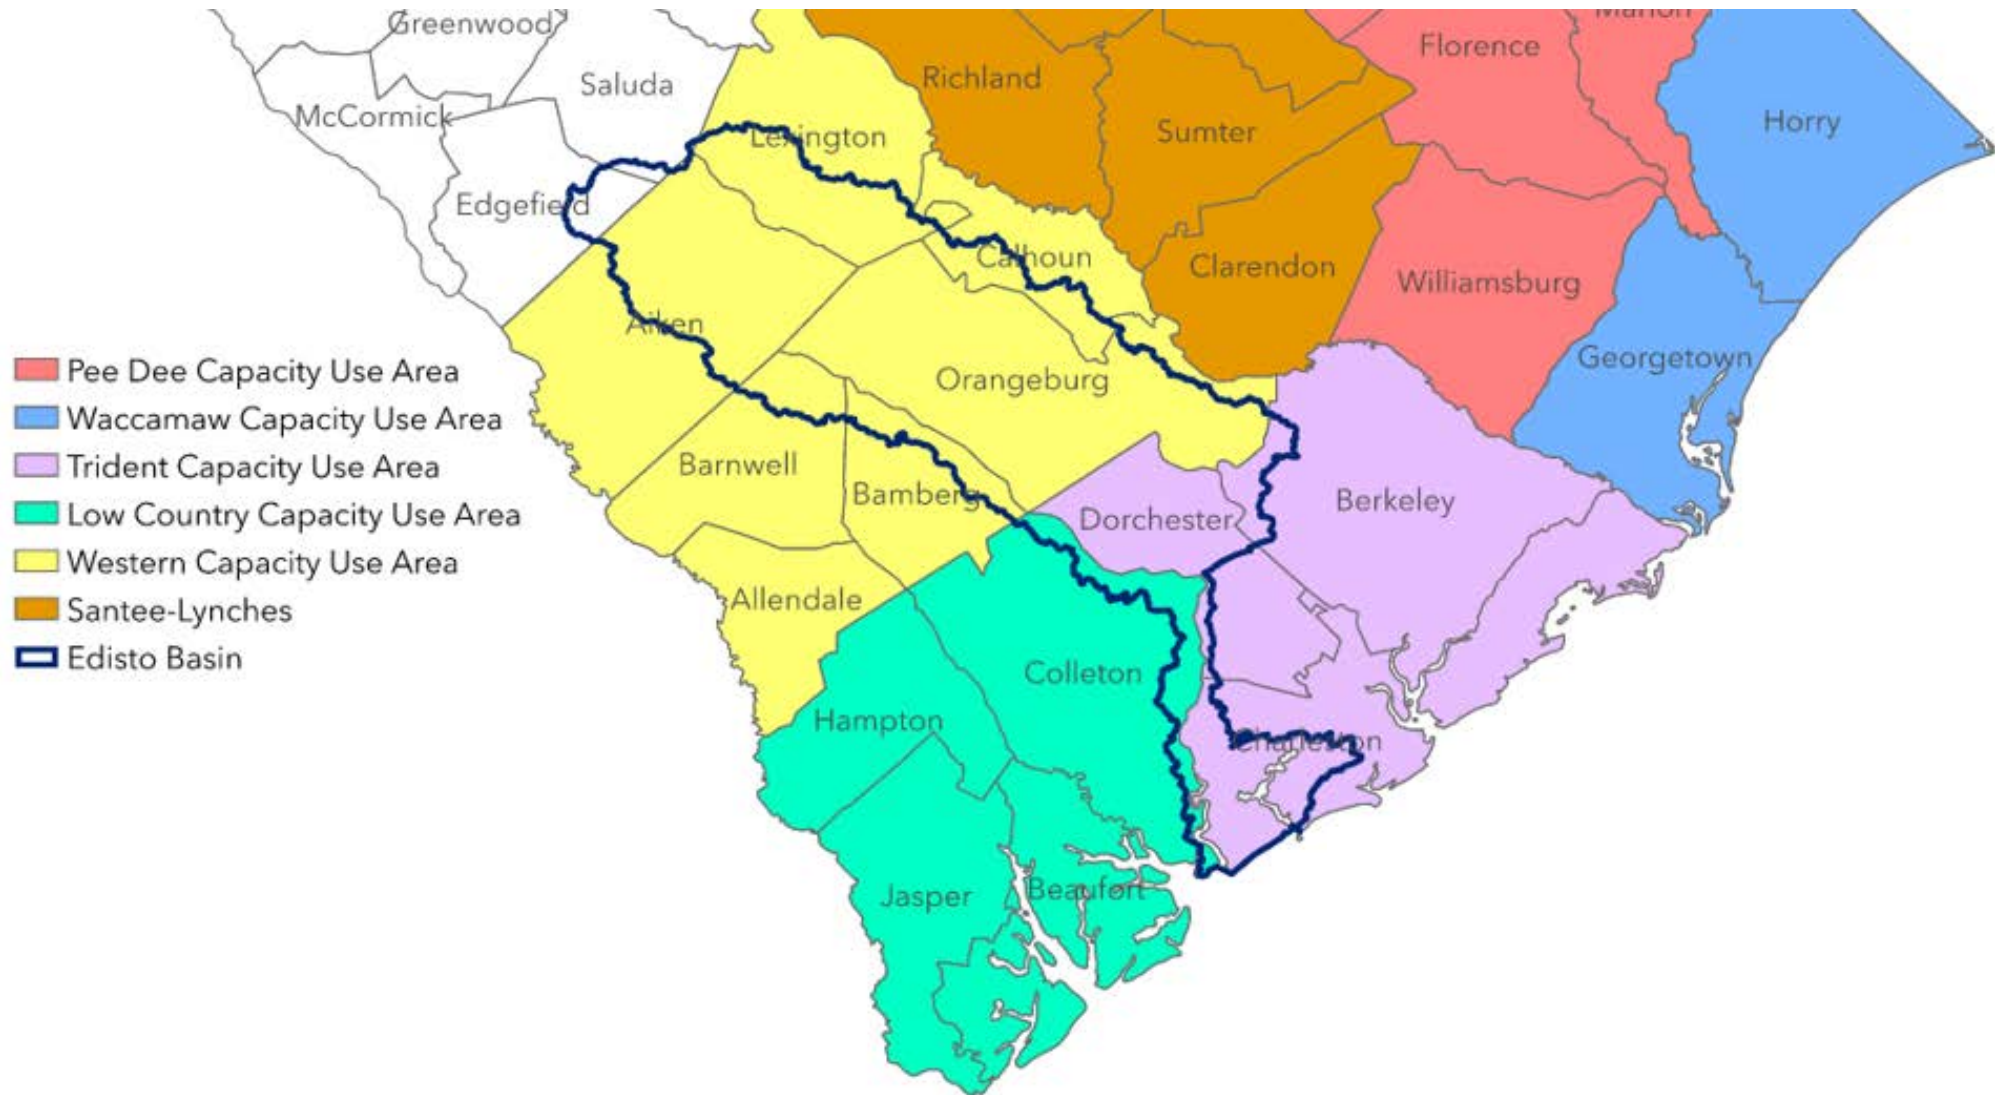 Greenwood
Marion
Florence
Saluda
Richland
McCormick
Sumter
Horry
Lexington
Edgefield
Calhoun
Clarendon
Williamsburg
Aiken
Georgetown
Orangeburg
Barnwell
Bamberg
Berkeley
Dorchester
Allendale
Colleton
Hampton
Charleston
Jasper
Beaufort
Pee Dee Capacity Use Area
Waccamaw Capacity Use Area
Trident Capacity Use Area
Low Country Capacity Use Area
Western Capacity Use Area
Santee-Lynches
Edisto Basin